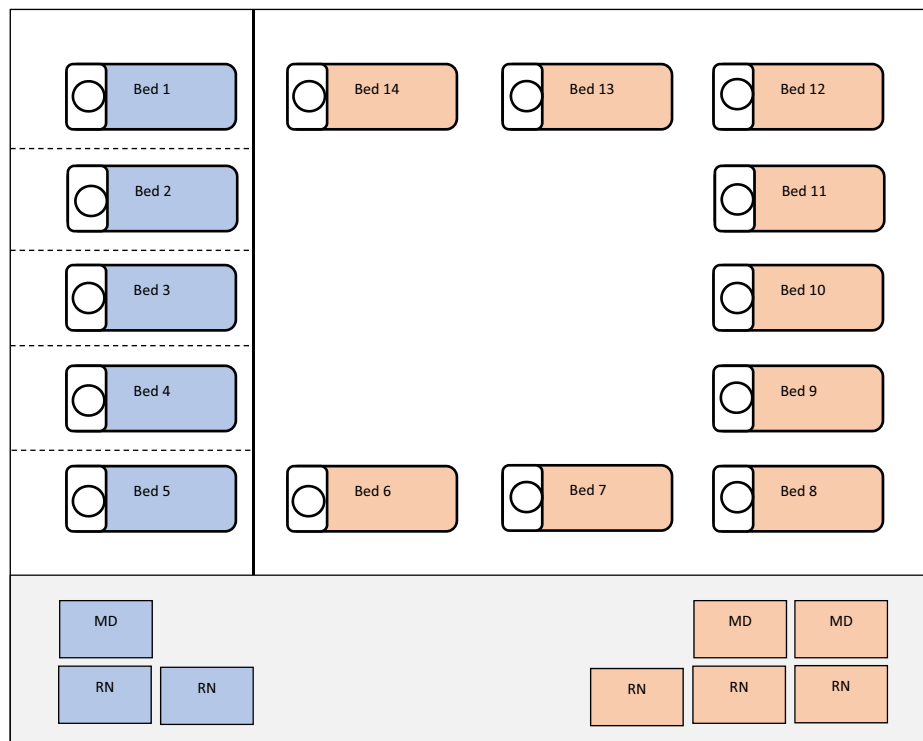 Bed 1
Bed 14
Bed 13
Bed 12
Bed 2
Bed 11
Bed 3
Bed 10
Bed 4
Bed 9
Bed 5
Bed 6
Bed 7
Bed 8
MD
MD
MD
RN
RN
RN
RN
RN